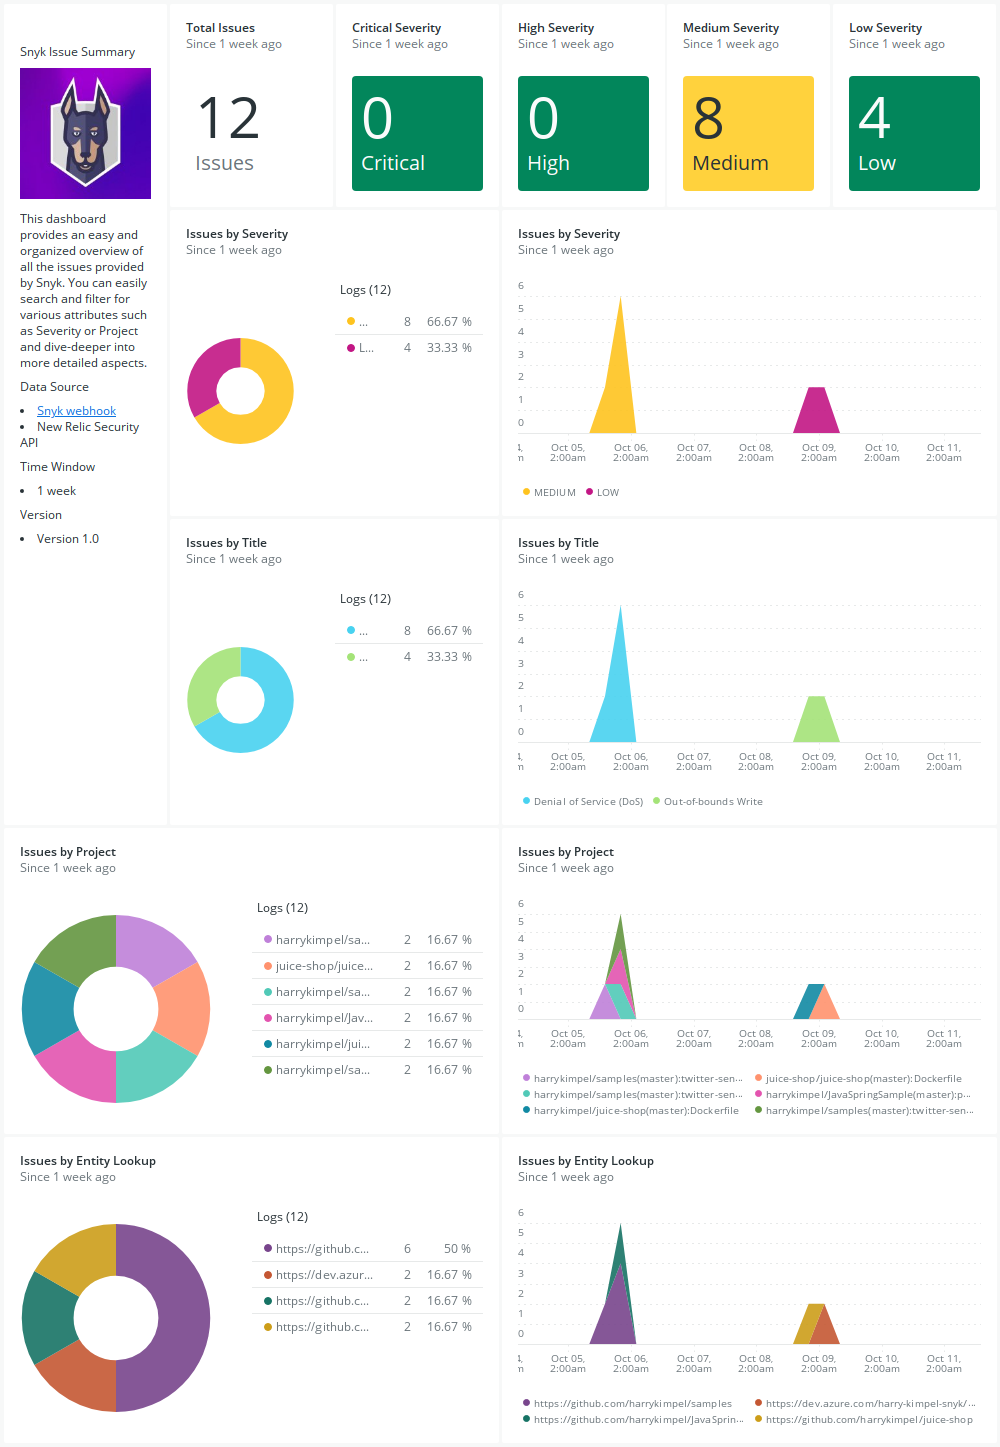 Snyk Issue Summary
This dashboard
provides an easy and
organized overview of
all the issues provided
by Snyk. You can easily
search and filter for
various attributes such
as Severity or Project
and dive-deeper into
more detailed aspects.
Data Source
• Snyk webhook
• New Relic Security
API
Time Window
• 1 week
Version
• Version 1.0
Total Issues
Since 1 week ago
12
Issues
Critical Severity
Since 1 week ago
0
Critical
High Severity
Since 1 week ago
0
High
Medium Severity
Since 1 week ago
8
Medium
Low Severity
Since 1 week ago
4
Low
Issues by Severity
Since 1 week ago
Logs (12)
... 8 66.67 %
L... 4 33.33 %
Issues by Severity
Since 1 week ago
6
5
4
3
2
1
0
4, Oct 05, Oct 06, Oct 07, Oct 08, Oct 09, Oct 10, Oct 11,
m 2:00am 2:00am 2:00am 2:00am 2:00am 2:00am 2:00am
MEDIUM LOW
Issues by Title
Since 1 week ago
Logs (12)
... 8 66.67 %
... 4 33.33 %
Issues by Title
Since 1 week ago
6
5
4
3
2
1
0
4, Oct 05, Oct 06, Oct 07, Oct 08, Oct 09, Oct 10, Oct 11,
m 2:00am 2:00am 2:00am 2:00am 2:00am 2:00am 2:00am
Denial of Service (DoS) Out-of-bounds Write
Issues by Project
Since 1 week ago
Logs (12)
harrykimpel/sa... 2 16.67 %
juice-shop/juice... 2 16.67 %
harrykimpel/sa... 2 16.67 %
harrykimpel/Jav... 2 16.67 %
harrykimpel/jui... 2 16.67 %
harrykimpel/sa... 2 16.67 %
Issues by Project
Since 1 week ago
6
5
4
3
2
1
0
4, Oct 05, Oct 06, Oct 07, Oct 08, Oct 09, Oct 10, Oct 11,
m 2:00am 2:00am 2:00am 2:00am 2:00am 2:00am 2:00am
harrykimpel/samples(master):twitter-sen... juice-shop/juice-shop(master):Dockerfile
harrykimpel/samples(master):twitter-sen... harrykimpel/JavaSpringSample(master):p...
harrykimpel/juice-shop(master):Dockerfile harrykimpel/samples(master):twitter-sen...
Issues by Entity Lookup
Since 1 week ago
Logs (12)
https://github.c... 6 50 %
https://dev.azur... 2 16.67 %
https://github.c... 2 16.67 %
https://github.c... 2 16.67 %
Issues by Entity Lookup
Since 1 week ago
6
5
4
3
2
1
0
4, Oct 05, Oct 06, Oct 07, Oct 08, Oct 09, Oct 10, Oct 11,
m 2:00am 2:00am 2:00am 2:00am 2:00am 2:00am 2:00am
https://github.com/harrykimpel/samples https://dev.azure.com/harry-kimpel-snyk/...
https://github.com/harrykimpel/JavaSprin... https://github.com/harrykimpel/juice-shop